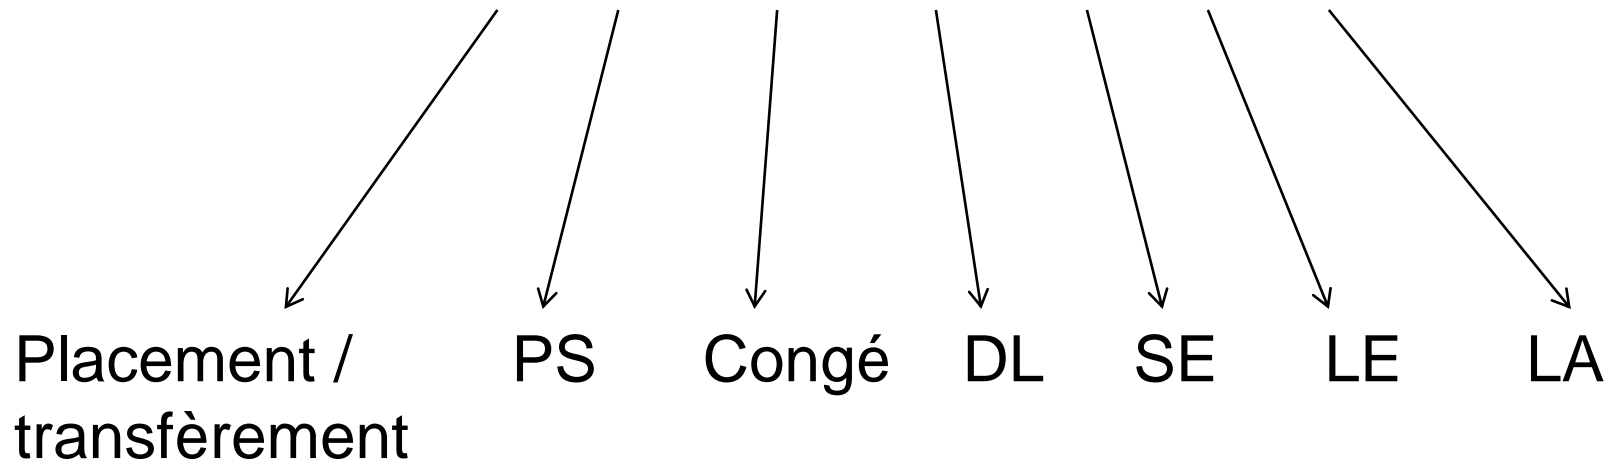 Placement / PS Congé DL SE LE LA
transfèrement